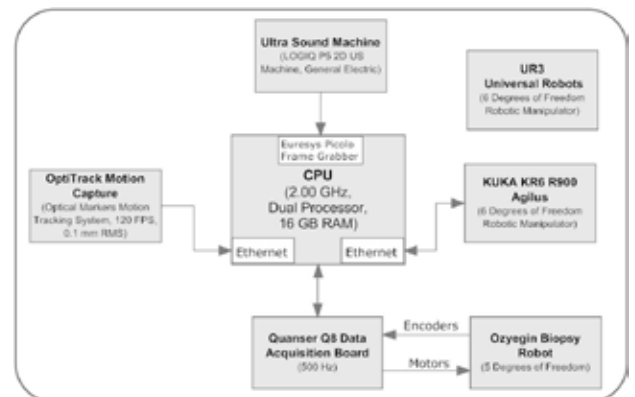 Ultra Sound Machine
(LOGIQ P5 2D US
Machine, General Electric)
UR3
Universal Robots
(6 Degrees of Freedom
Robotic Manipulator)
Euresys Picolo
Frame Grabber
CPU
(2.00 GHz,
Dual Processor,
16 GB RAM)
Ethernet
Ethernet
OptiTrack Motion
Capture
(Optical Markers Motion
Tracking System, 120 FPS,
0.1 mm RMS)
KUKA KR6 R900
Agilus
(6 Degrees of Freedom
Robotic Manipulator)
Quanser Q8 Data
Acquisition Board
(500 Hz)
Encoders
Motors
Ozyegin Biopsy
Robot
(5 Degrees of Freedom)